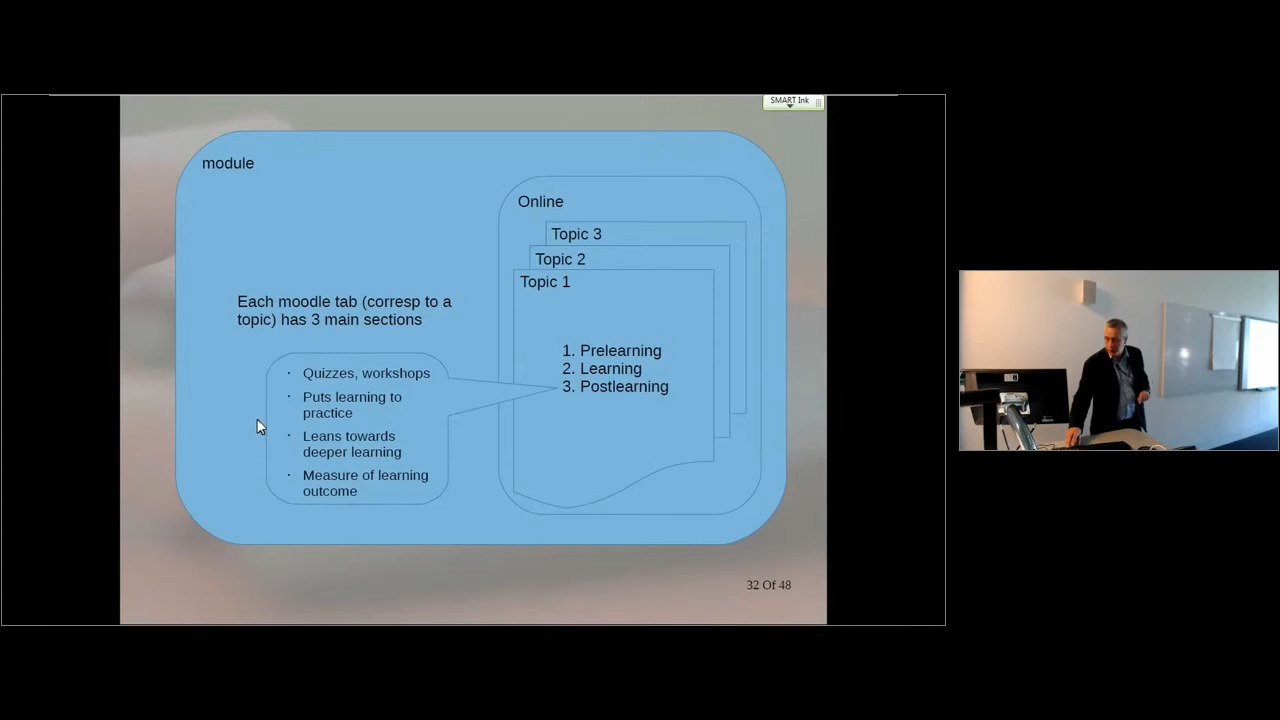 SMART Ink
module
Online
Topic 3
Topic 2
Topic 1
Each moodle tab (corresp to a
topic) has 3 main sections
1. Prelearning
2. Learning
3. Postlearning
· Quizzes, workshops
· Puts learning to
practice
· Leans towards
deeper learning
· Measure of learning
outcome
32 Of 48